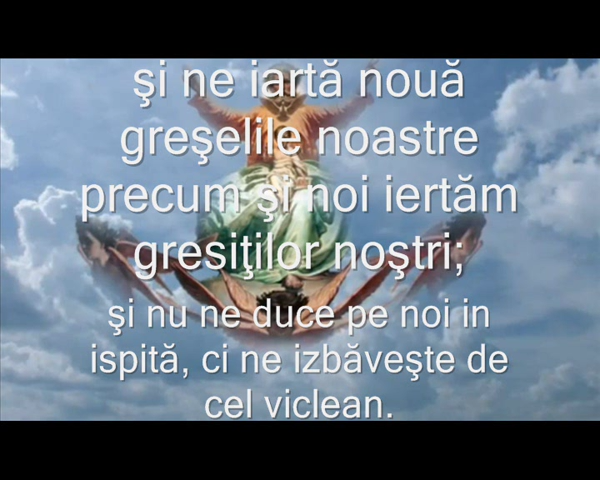 şi ne iartă nouă
greşelile noastre
precum şi noi iertăm
gresiţilor noştri;
şi nu ne duce pe noi in
ispită, ci ne izbăveşte de
cel viclean.